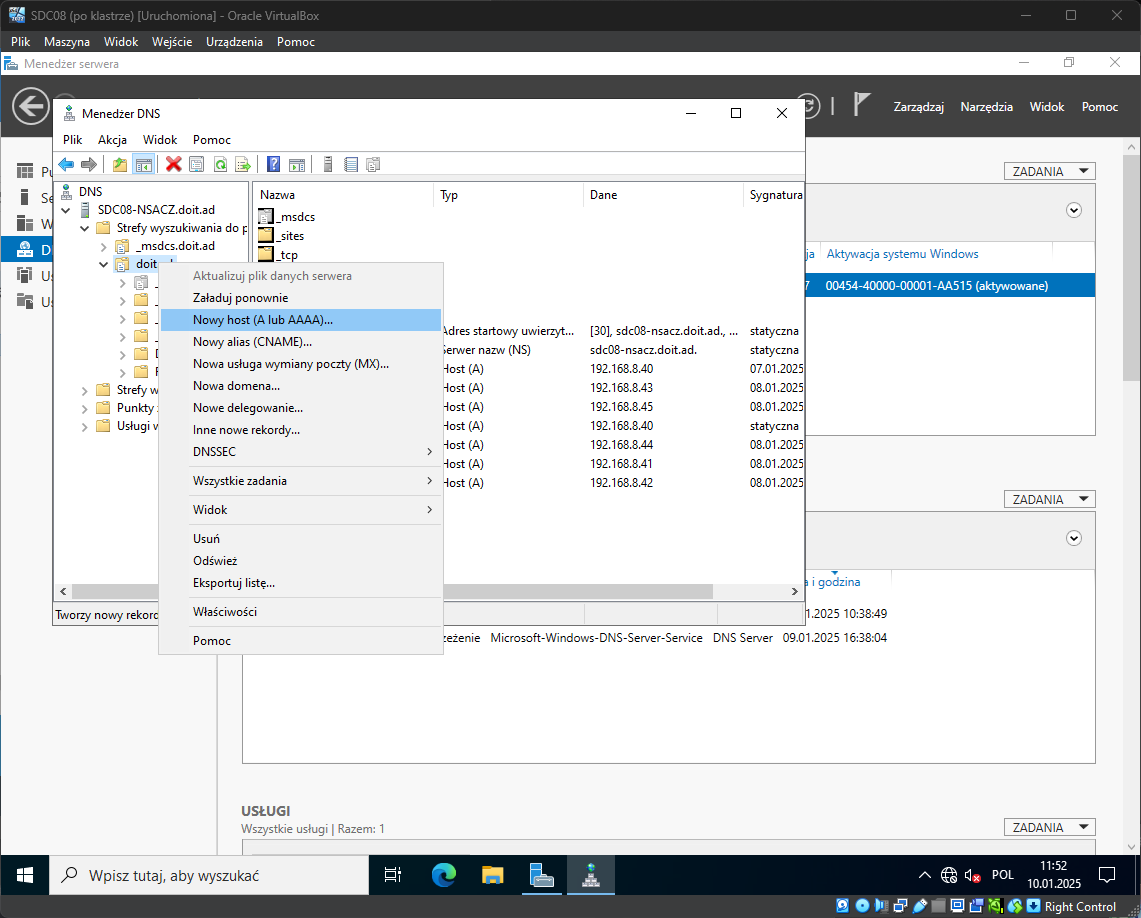 SDC08 (po klastrze) [Uruchomiona] - Oracle VirtualBox
Plik Maszyna Widok Wejście Urządzenia Pomoc
Menedżer serwera
Zarządzaj Narzędzia Widok Pomoc
Menedżer DNS
Plik Akcja Widok Pomoc
DNS
SDC08-NSACZ.doit.ad
Strefy wyszukiwania do p
_msdcs.doit.ad
doit
Strefy w
Punkty
Usługi w
Nazwa Typ Dane Sygnatura
_msdcs
_sites
_tcp
Adres startowy uwierzyt... [30], sdc08-nsacz.doit.ad., ... statyczna
Serwer nazw (NS) sdc08-nsacz.doit.ad. statyczna
Host (A) 192.168.8.40 07.01.2025
Host (A) 192.168.8.43 08.01.2025
Host (A) 192.168.8.45 08.01.2025
Host (A) 192.168.8.40 statyczna
Host (A) 192.168.8.44 08.01.2025
Host (A) 192.168.8.41 08.01.2025
Host (A) 192.168.8.42 08.01.2025
Tworzy nowy rekord
Aktualizuj plik danych serwera
Załaduj ponownie
Nowy host (A lub AAAA)...
Nowy alias (CNAME)...
Nowa usługa wymiany poczty (MX)...
Nowa domena...
Nowe delegowanie...
Inne nowe rekordy...
DNSSEC
Wszystkie zadania
Widok
Usuń
Odśwież
Eksportuj listę...
Właściwości
Pomoc
ZADANIA
ja Aktywacja systemu Windows
7 00454-40000-00001-AA515 (aktywowane)
ZADANIA
a i godzina
1.2025 10:38:49
zeżenie Microsoft-Windows-DNS-Server-Service DNS Server 09.01.2025 16:38:04
USŁUGI
Wszystkie usługi | Razem: 1
ZADANIA
Wpisz tutaj, aby wyszukać
POL
11:52
10.01.2025
Right Control